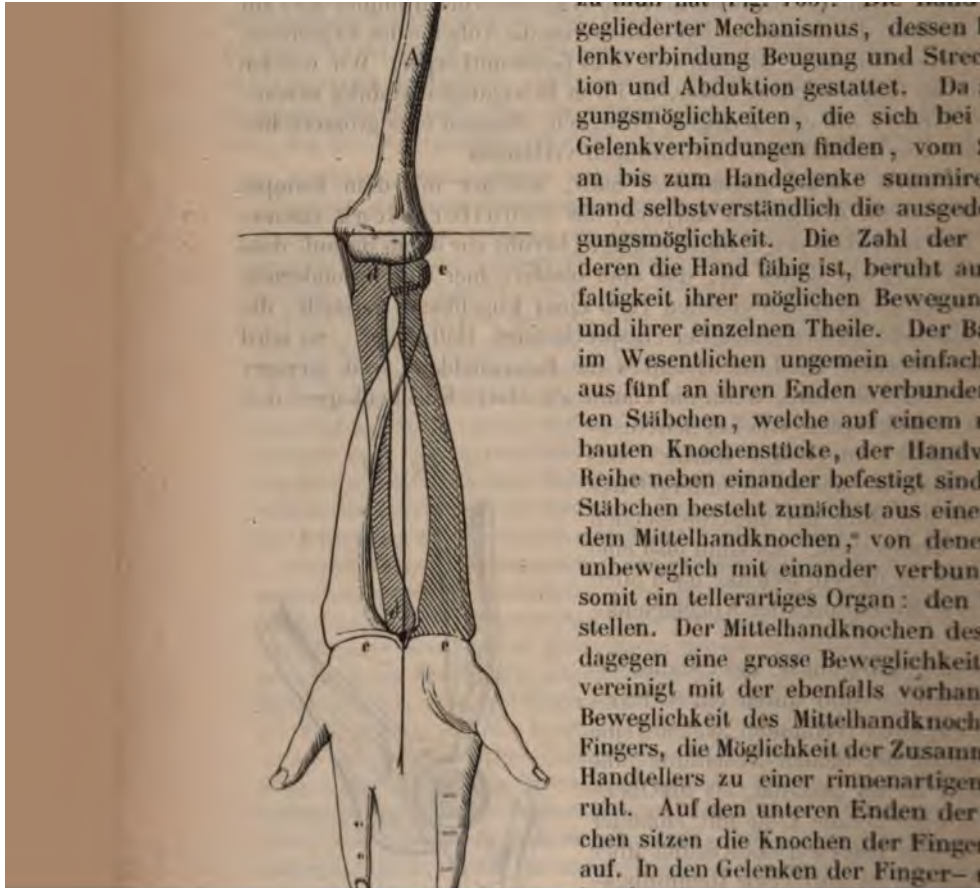 A
d
e
e
e
gegliederter Mechanismus, dessen
lenkverbindung Beugung und Strec
tion und Abduktion gestattet. Da
gungsmöglichkeiten, die sich bei
Gelenkverbindungen finden, vom
an bis zum Handgelenke summire
Hand selbstverständlich die ausgede
gungsmöglichkeit. Die Zahl der
deren die Hand fähig ist, beruht au
faltigkeit ihrer möglichen Bewegun
und ihrer einzelnen Theile. Der Ba
im Wesentlichen ungemein einfach
aus fünf an ihren Enden verbunde
ten Stäbchen, welche auf einem
bauten Knochenstücke, der Handw
Reihe neben einander befestigt sind
Stäbchen besteht zunächst aus eine
dem Mittelhandknochen, von dene
unbeweglich mit einander verbun
somit ein tellerartiges Organ: den
stellen. Der Mittelhandknochen des
dagegen eine grosse Beweglichkeit
vereinigt mit der ebenfalls vorhan
Beweglichkeit des Mittelhandknoch
Fingers, die Möglichkeit der Zusamm
Handtellers zu einer rinnenartigen
ruht. Auf den unteren Enden der
chen sitzen die Knochen der Finger
auf. In den Gelenken der Finger-